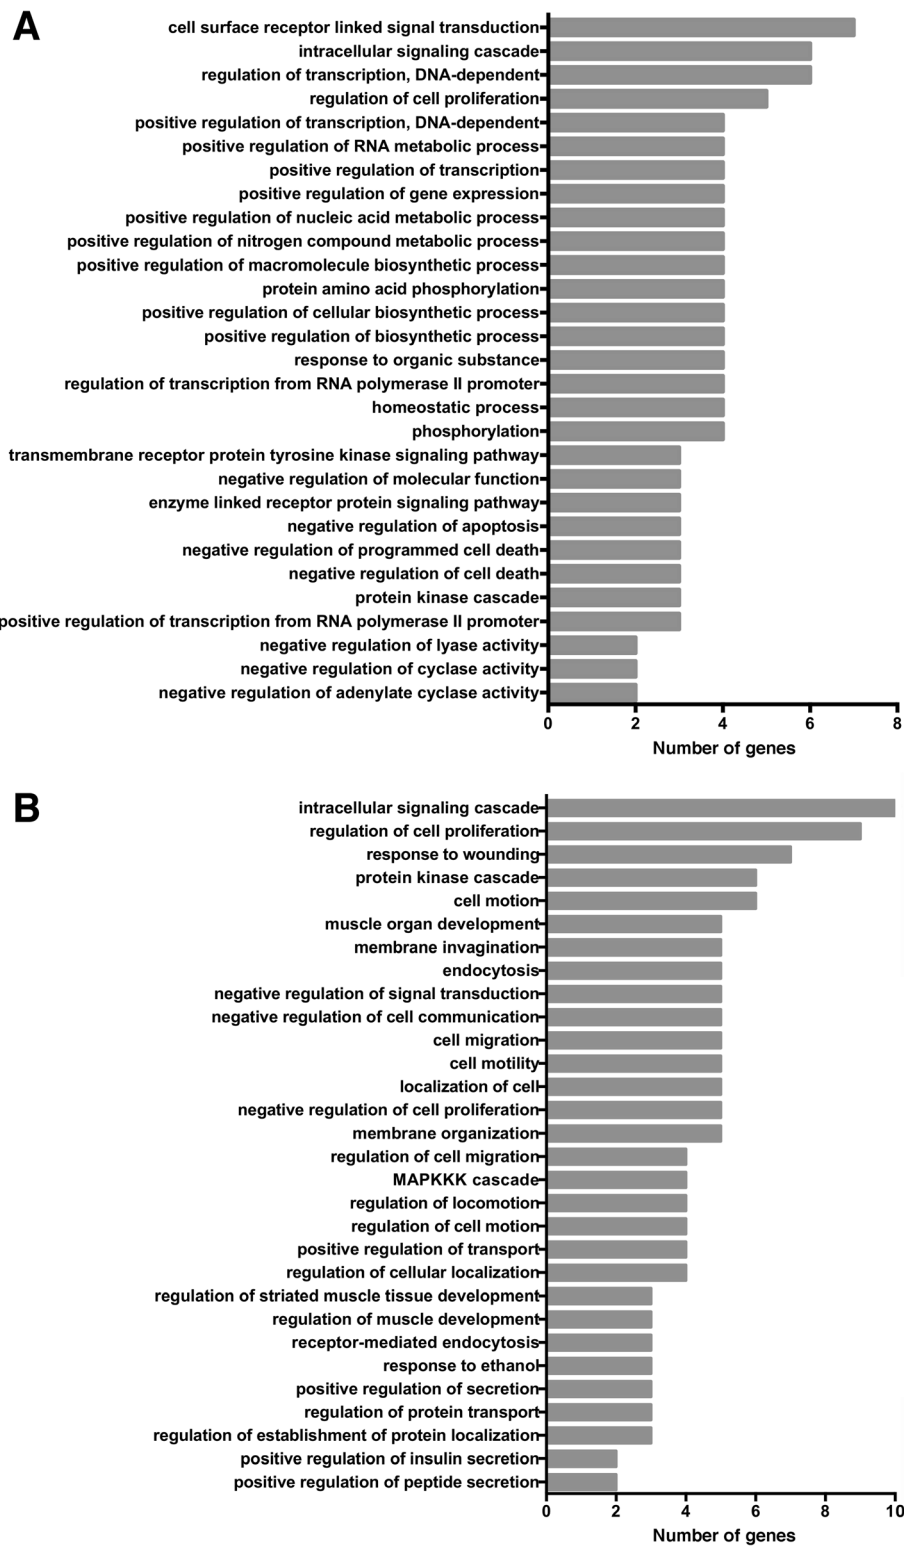 A
cell surface receptor linked signal transduction
intracellular signaling cascade
regulation of transcription, DNA-dependent
regulation of cell proliferation
positive regulation of transcription, DNA-dependent
positive regulation of RNA metabolic process
positive regulation of transcription
positive regulation of gene expression
positive regulation of nucleic acid metabolic process
positive regulation of nitrogen compound metabolic process
positive regulation of macromolecule biosynthetic process
protein amino acid phosphorylation
positive regulation of cellular biosynthetic process
positive regulation of biosynthetic process
response to organic substance
regulation of transcription from RNA polymerase II promoter
homeostatic process
phosphorylation
transmembrane receptor protein tyrosine kinase signaling pathway
negative regulation of molecular function
enzyme linked receptor protein signaling pathway
negative regulation of apoptosis
negative regulation of programmed cell death
negative regulation of cell death
protein kinase cascade
positive regulation of transcription from RNA polymerase II promoter
negative regulation of lyase activity
negative regulation of cyclase activity
negative regulation of adenylate cyclase activity
0 2 4 6 8
Number of genes
B
intracellular signaling cascade
regulation of cell proliferation
response to wounding
protein kinase cascade
cell motion
muscle organ development
membrane invagination
endocytosis
negative regulation of signal transduction
negative regulation of cell communication
cell migration
cell motility
localization of cell
negative regulation of cell proliferation
membrane organization
regulation of cell migration
MAPKKK cascade
regulation of locomotion
regulation of cell motion
positive regulation of transport
regulation of cellular localization
regulation of striated muscle tissue development
regulation of muscle development
receptor-mediated endocytosis
response to ethanol
positive regulation of secretion
regulation of protein transport
regulation of establishment of protein localization
positive regulation of insulin secretion
positive regulation of peptide secretion
0 2 4 6 8 10
Number of genes